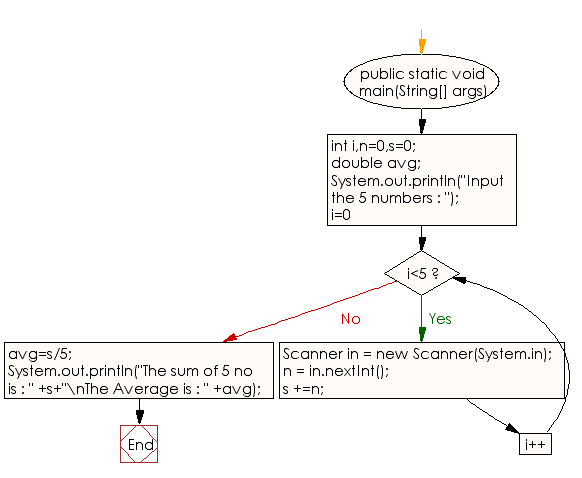 public static void
main(String[] args)
int i,n=0,s=0;
double avg;
System.out.println("Input
the 5 numbers : ");
i=0
i<5 ?
No
Yes
avg=s/5;
System.out.println("The sum of 5 no
is : " +s+"\nThe Average is : " +avg);
Scanner in = new Scanner(System.in);
n = in.nextInt();
s +=n;
End
i++